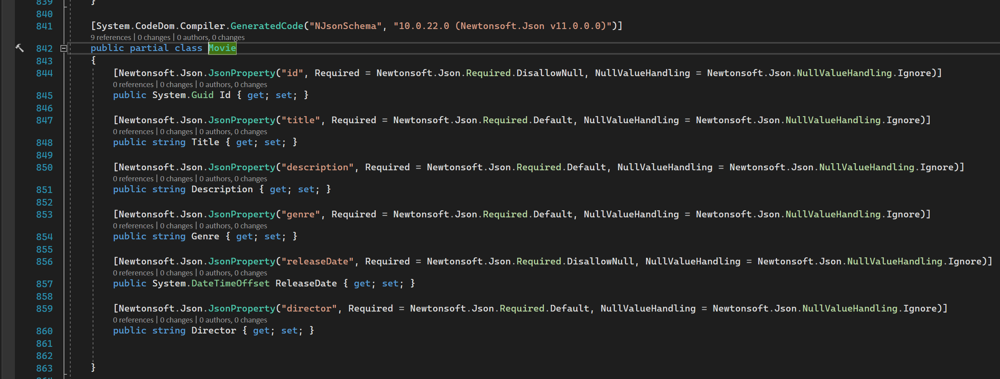 839 }
840
841 [System.CodeDom.Compiler.GeneratedCode("NJsonSchema", "10.0.22.0 (Newtonsoft.Json v11.0.0.0)")]
9 references | 0 changes | 0 authors, 0 changes
842 public partial class Movie
843 {
844 [Newtonsoft.Json.JsonProperty("id", Required = Newtonsoft.Json.Required.DisallowNull, NullValueHandling = Newtonsoft.Json.NullValueHandling.Ignore)]
0 references | 0 changes | 0 authors, 0 changes
845 public System.Guid Id { get; set; }
846
847 [Newtonsoft.Json.JsonProperty("title", Required = Newtonsoft.Json.Required.Default, NullValueHandling = Newtonsoft.Json.NullValueHandling.Ignore)]
0 references | 0 changes | 0 authors, 0 changes
848 public string Title { get; set; }
849
850 [Newtonsoft.Json.JsonProperty("description", Required = Newtonsoft.Json.Required.Default, NullValueHandling = Newtonsoft.Json.NullValueHandling.Ignore)]
0 references | 0 changes | 0 authors, 0 changes
851 public string Description { get; set; }
852
853 [Newtonsoft.Json.JsonProperty("genre", Required = Newtonsoft.Json.Required.Default, NullValueHandling = Newtonsoft.Json.NullValueHandling.Ignore)]
0 references | 0 changes | 0 authors, 0 changes
854 public string Genre { get; set; }
855
856 [Newtonsoft.Json.JsonProperty("releaseDate", Required = Newtonsoft.Json.Required.DisallowNull, NullValueHandling = Newtonsoft.Json.NullValueHandling.Ignore)]
0 references | 0 changes | 0 authors, 0 changes
857 public System.DateTimeOffset ReleaseDate { get; set; }
858
859 [Newtonsoft.Json.JsonProperty("director", Required = Newtonsoft.Json.Required.Default, NullValueHandling = Newtonsoft.Json.NullValueHandling.Ignore)]
0 references | 0 changes | 0 authors, 0 changes
860 public string Director { get; set; }
861
862
863 }
864